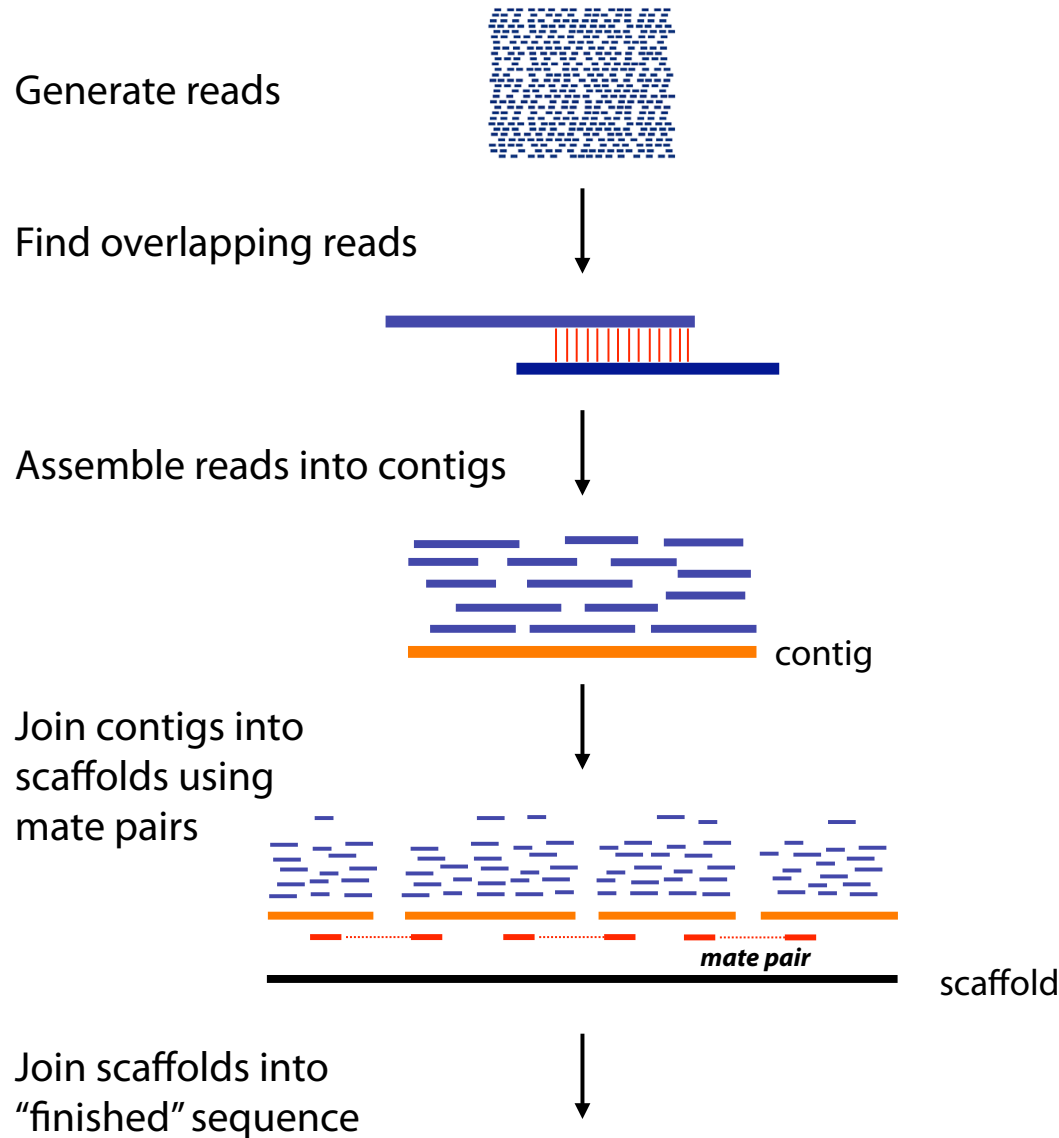 Generate reads
Find overlapping reads
Assemble reads into contigs
contig
Join contigs into
scaffolds using
mate pairs
mate pair
scaffold
Join scaffolds into
“finished” sequence